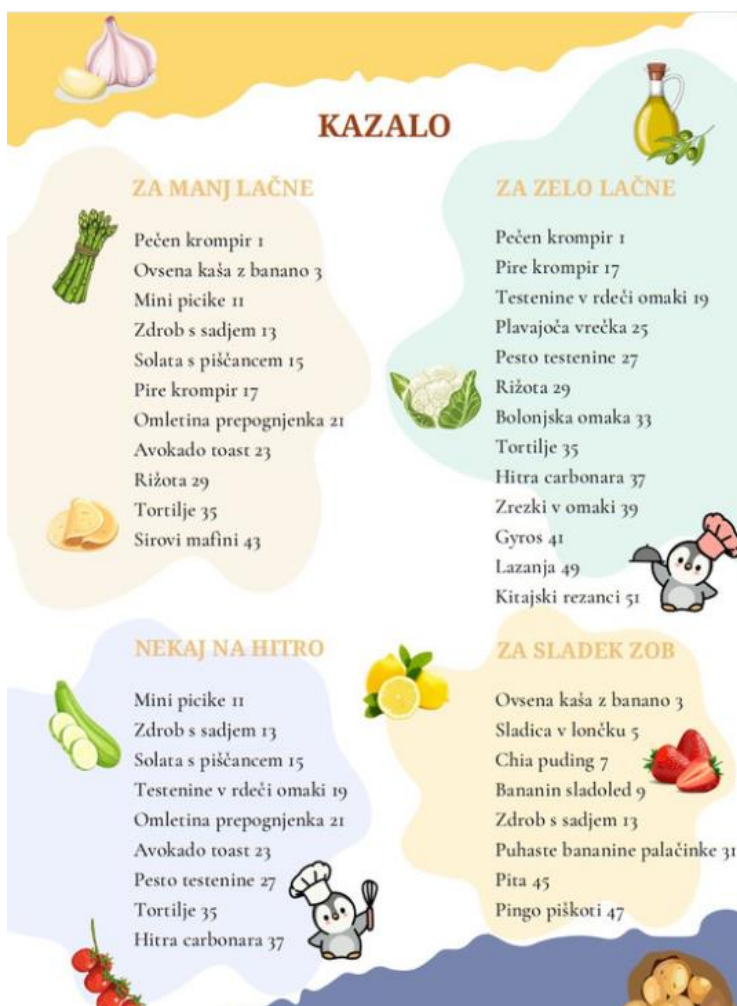 KAZALO
ZA MANJ LAČNE
Pečen krompir 1
Ovsena kaša z banano 3
Mini picike 11
Zdrob s sadjem 13
Solata s piščancem 15
Pire krompir 17
Omletina prepognjenka 21
Avokado toast 23
Rižota 29
Tortilje 35
Sirovi mafini 43
ZA ZELO LAČNE
Pečen krompir 1
Pire krompir 17
Testenine v rdeči omaki 19
Plavajoča vrečka 25
Pesto testenine 27
Rižota 29
Bolonjska omaka 33
Tortilje 35
Hitra carbonara 37
Zrezki v omaki 39
Gyros 41
Lazanja 49
Kitajski rezanci 51
NEKAJ NA HITRO
Mini picike 11
Zdrob s sadjem 13
Solata s piščancem 15
Testenine v rdeči omaki 19
Omletina prepognjenka 21
Avokado toast 23
Pesto testenine 27
Tortilje 35
Hitra carbonara 37
ZA SLADEK ZOB
Ovsena kaša z banano 3
Sladica v lončku 5
Chia puding 7
Bananin sladoled 9
Zdrob s sadjem 13
Puhaste bananine palačinke 31
Pita 45
Pingo piškoti 47